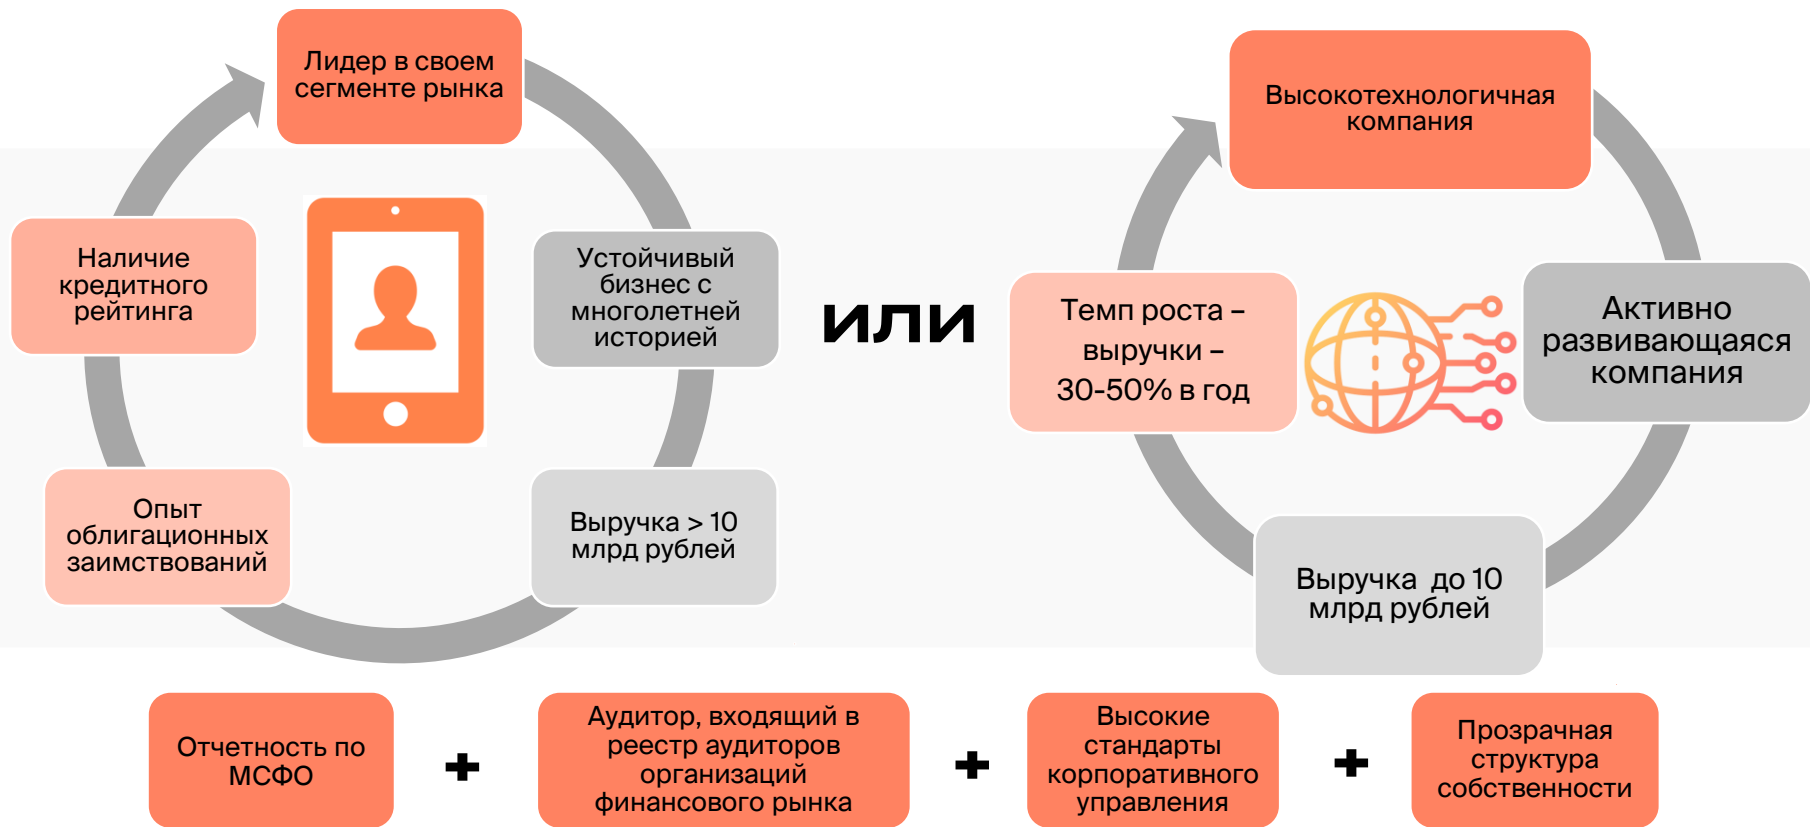 Лидер в своем
сегменте рынка
Устойчивый
бизнес с
многолетней
историей
Выручка > 10
млрд рублей
Опыт
облигационных
заимствований
Наличие
кредитного
рейтинга
или
Высокотехнологичная
компания
Активно
развивающаяся
компания
Выручка  до 10
млрд рублей
Темп роста –
выручки –
30-50% в год
Отчетность по
МСФО
+
Аудитор, входящий в
реестр аудиторов
организаций
финансового рынка
+
Высокие
стандарты
корпоративного
управления
+
Прозрачная
структура
собственности